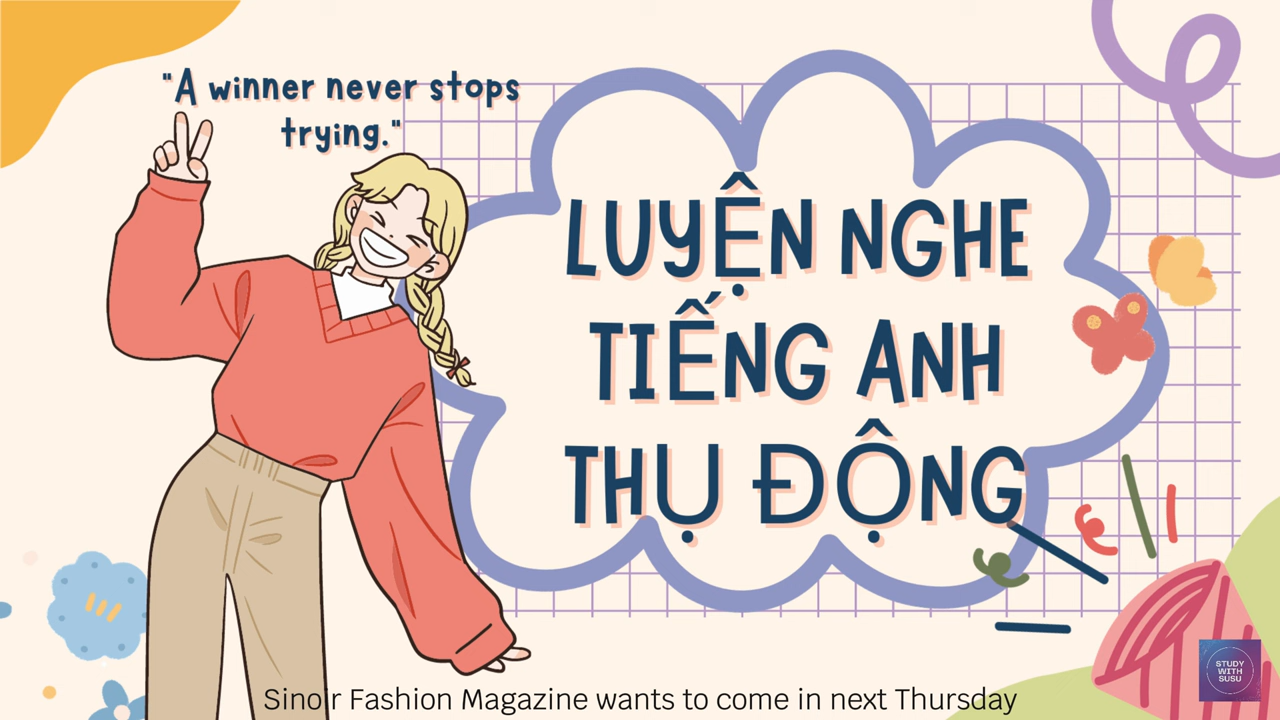 "A winner never stops
trying."
LUYỆN NGHE
TIẾNG ANH
THỤ ĐỘNG
STUDY
WITH
SUSU
Sinoir Fashion Magazine wants to come in next Thursday